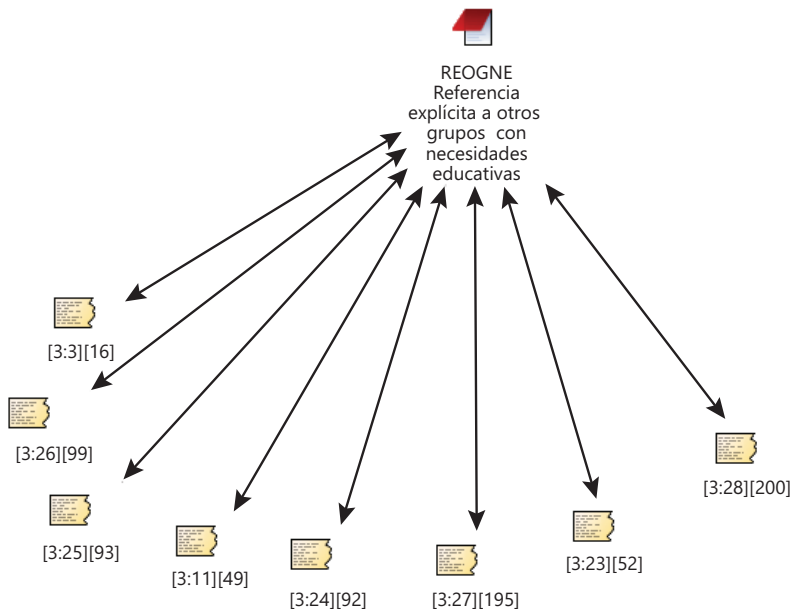 REOGNE
Referencia
explícita a otros
grupos con
necesidades
educativas
[3:3][16]
[3:26][99]
[3:25][93]
[3:11][49]
[3:24][92]
[3:27][195]
[3:23][52]
[3:28][200]